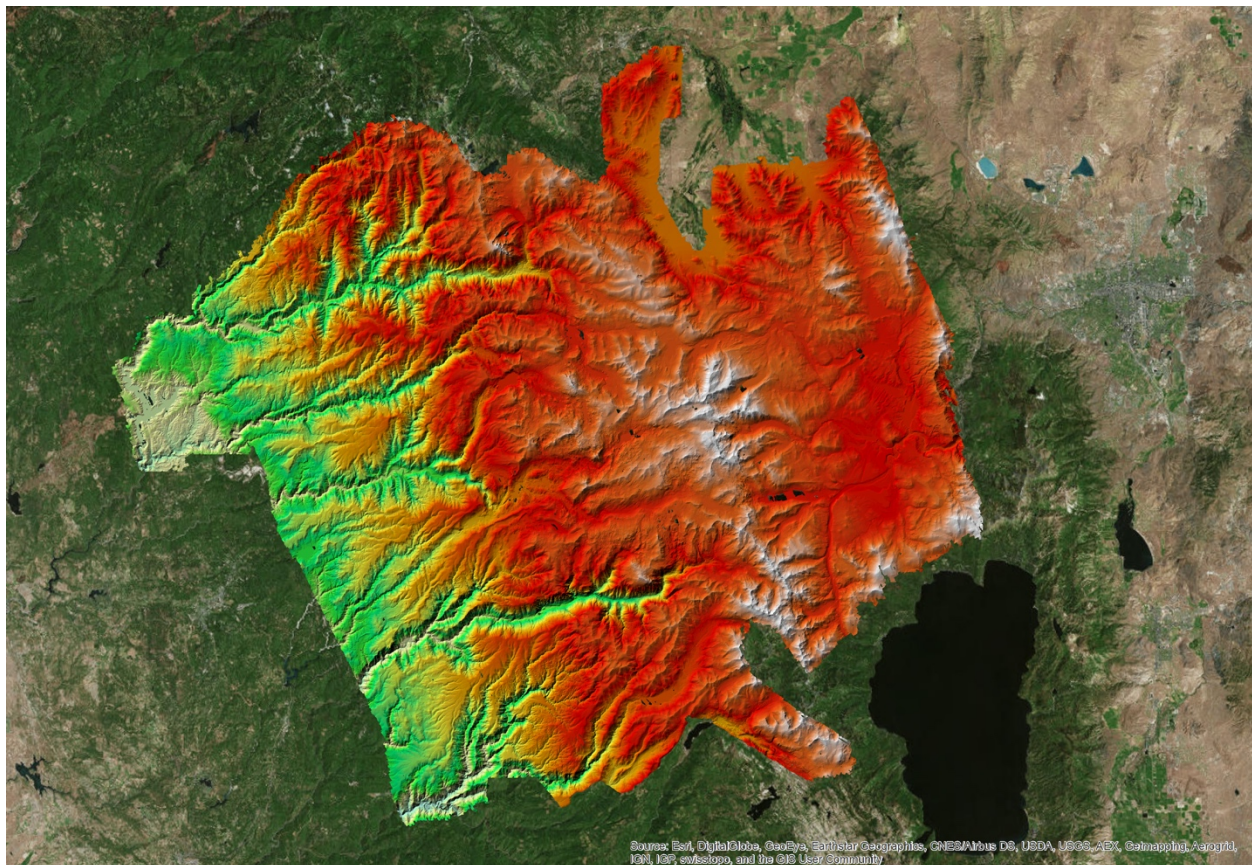 Source: Esri, DigitalGlobe, GeoEye, Earthstar Geographics, CNES/Airbus DS, USDA, USGS, AEX, Getmapping, Aerogrid,
IGN, IGP, swisstopo, and the GIS User Community